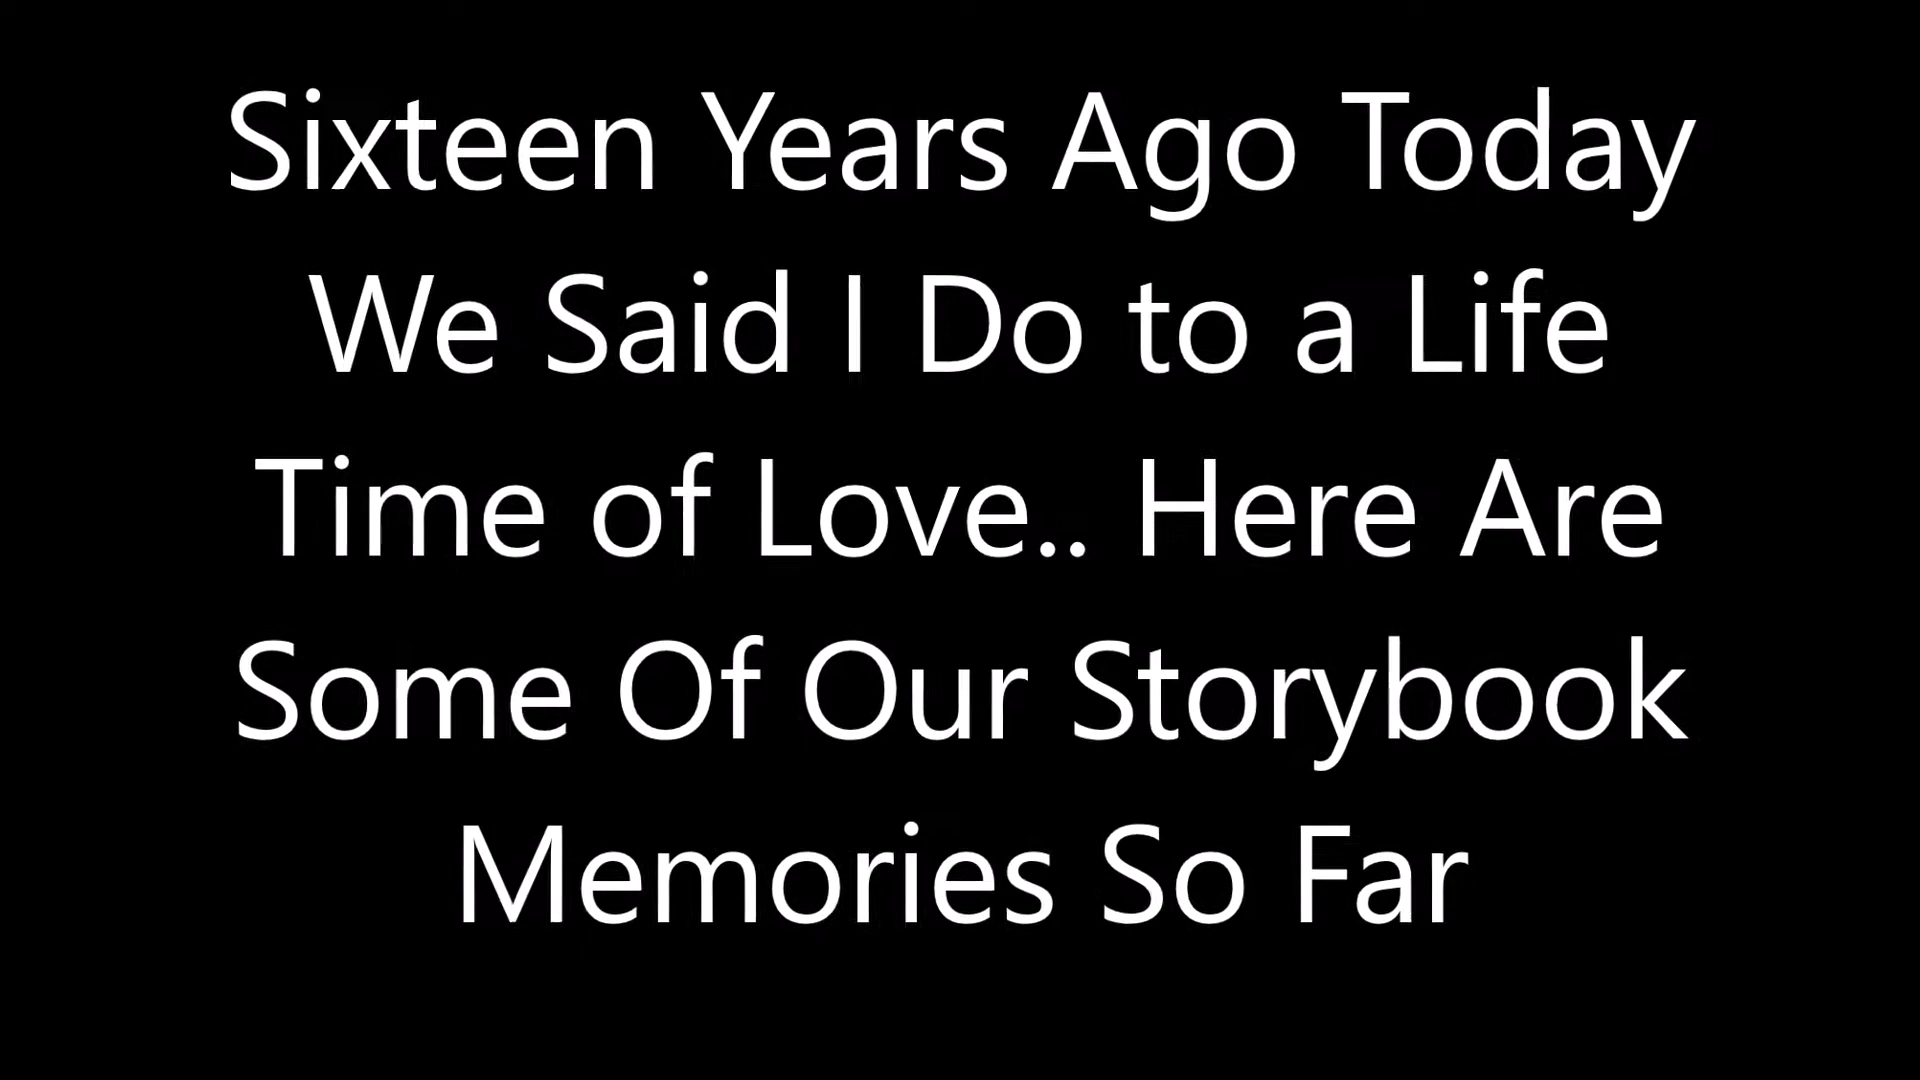 Sixteen Years Ago Today
We Said I Do to a Life
Time of Love.. Here Are
Some Of Our Storybook
Memories So Far